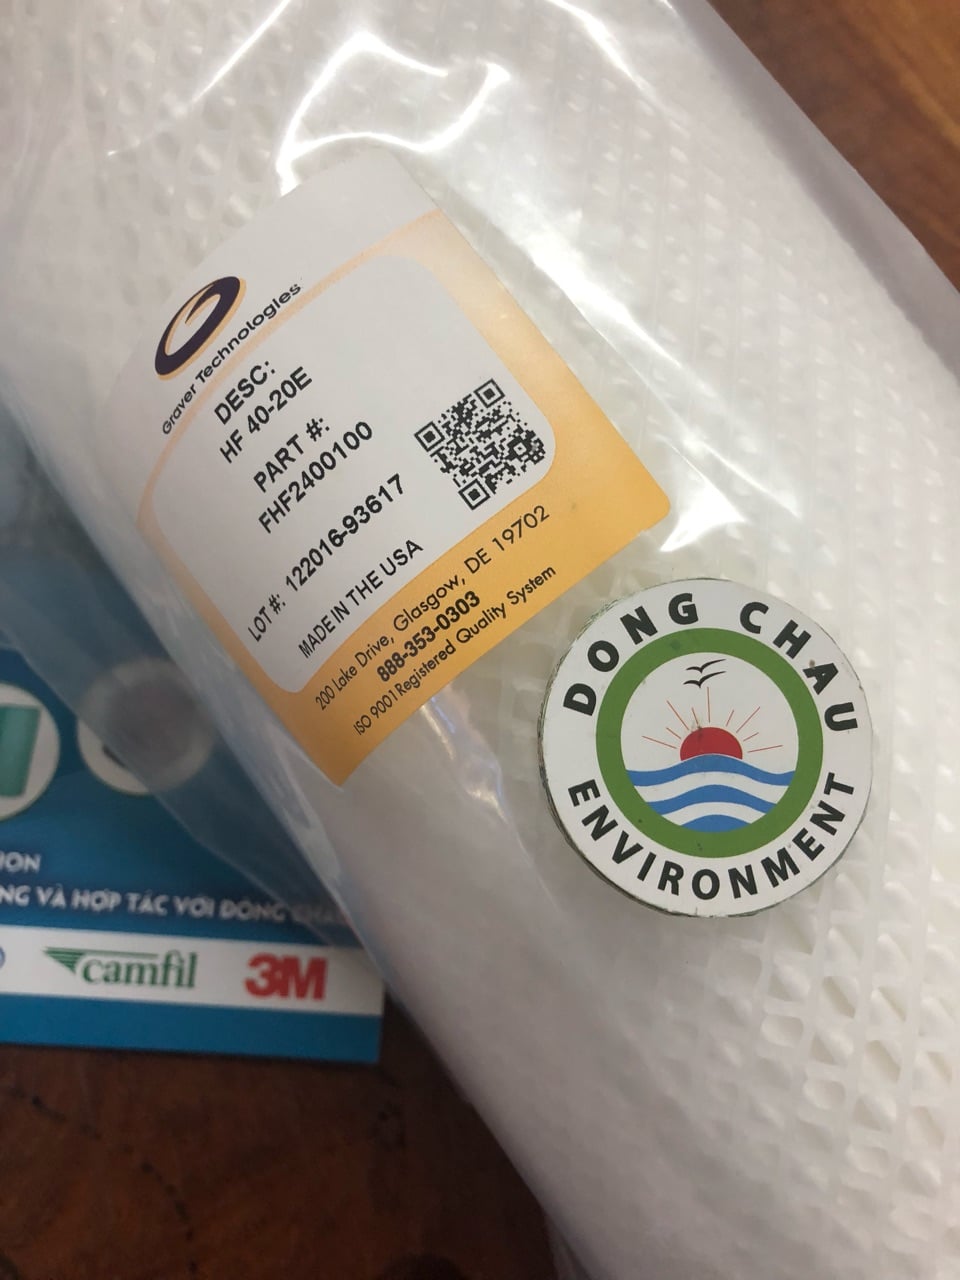 Graver Technologies
DESC:
HF 40-20E
PART #:
FHF2400100
LOT #: 122016-93617
MADE IN THE USA
200 Lake Drive, Glasgow, DE 19702
888-353-0303
ISO 9001 Registered Quality System
DONG CHAU
ENVIRONMENT
VÀ HỢP TÁC VỚI ĐÔNG CHÂU
camfil
3M